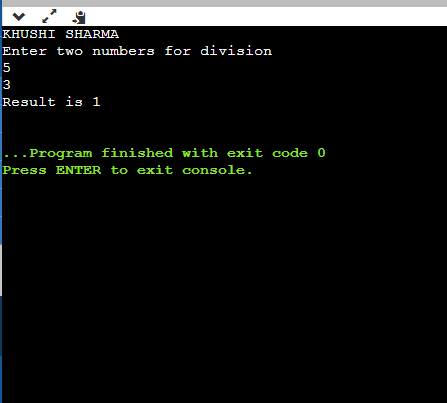 KHUSHI SHARMA
Enter two numbers for division
5
3
Result is 1
...Program finished with exit code 0
Press ENTER to exit console.